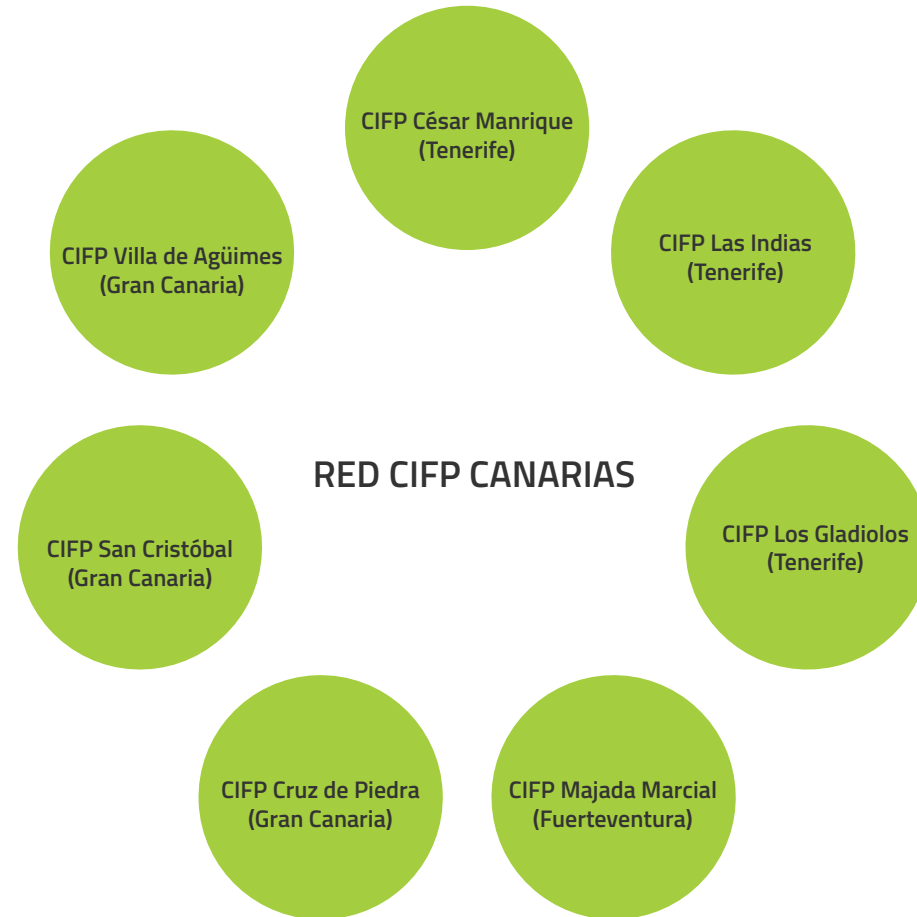 CIFP César Manrique
(Tenerife)
CIFP Villa de Agüimes
(Gran Canaria)
CIFP Las Indias
(Tenerife)
RED CIFP CANARIAS
CIFP San Cristóbal
(Gran Canaria)
CIFP Los Gladiolos
(Tenerife)
CIFP Cruz de Piedra
(Gran Canaria)
CIFP Majada Marcial
(Fuerteventura)